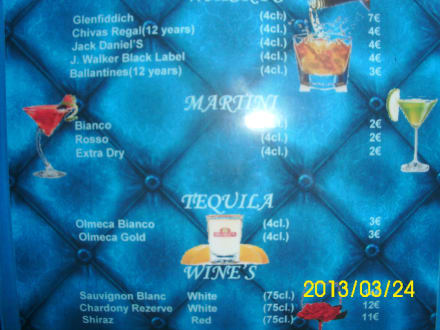 Glenfiddich (4cb) 7€
Chivas Regal(12 years) (4cl.) 4€
Jack Daniel'S (4cl.) 4€
J. Walker Black Label (4cl.) 4€
Ballantines(12 years) (4cl.) 3€
MARTINI
Bianco (4cl.) 2€
Rosso (4cl.) 2€
Extra Dry (4cl.) 2€
TEQUILA
Olmeca Bianco (4cl.) 3€
Olmeca Gold (4cl.) 3€
WINE'S
Sauvignon Blanc White (75cl.)
Chardony Rezerve White (75cl.) 12€
Shiraz Red (75cl.) 11€
2013/03/24